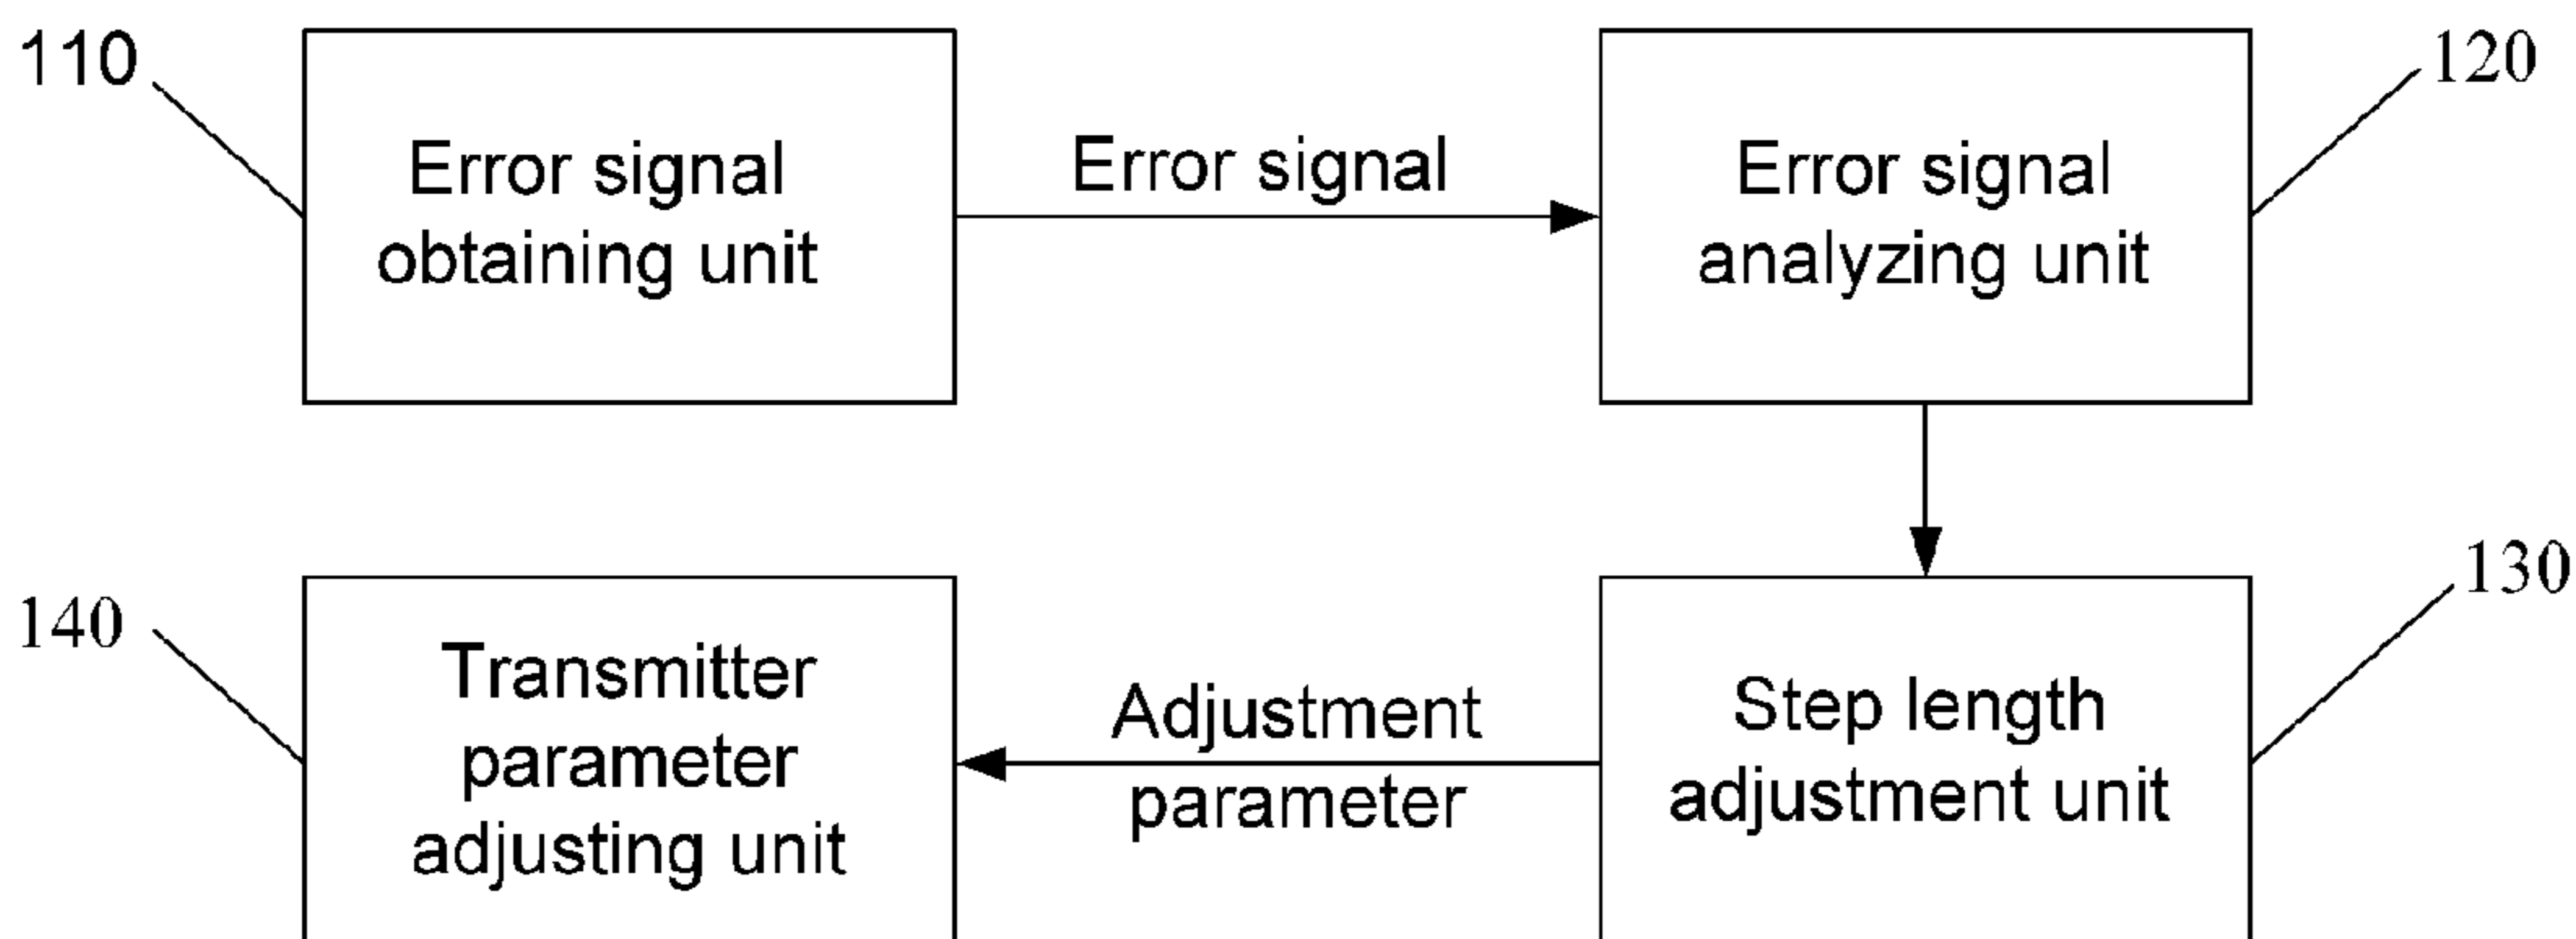 110
Error signal
obtaining unit
Error signal
Error signal
analyzing unit
120
140
Transmitter
parameter
adjusting unit
Adjustment
parameter
Step length
adjustment unit
130